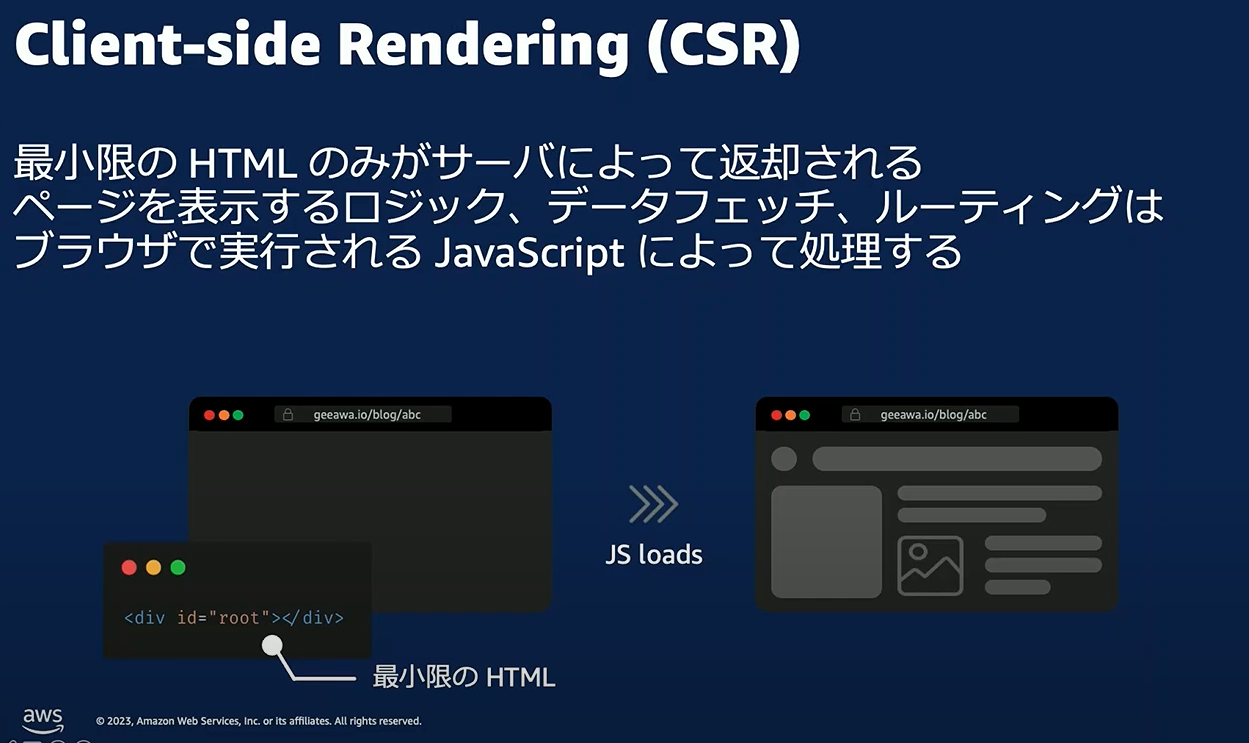 Client-side Rendering (CSR)
最小限の HTML のみがサーバによって返却される
ページを表示するロジック、データフェッチ、ルーティングは
ブラウザで実行される JavaScript によって処理する
geeawa.io/blog/abc
geeawa.io/blog/abc
JS loads
<div id="root"></div>
最小限の HTML
aws
© 2023, Amazon Web Services, Inc. or its affiliates. All rights reserved.